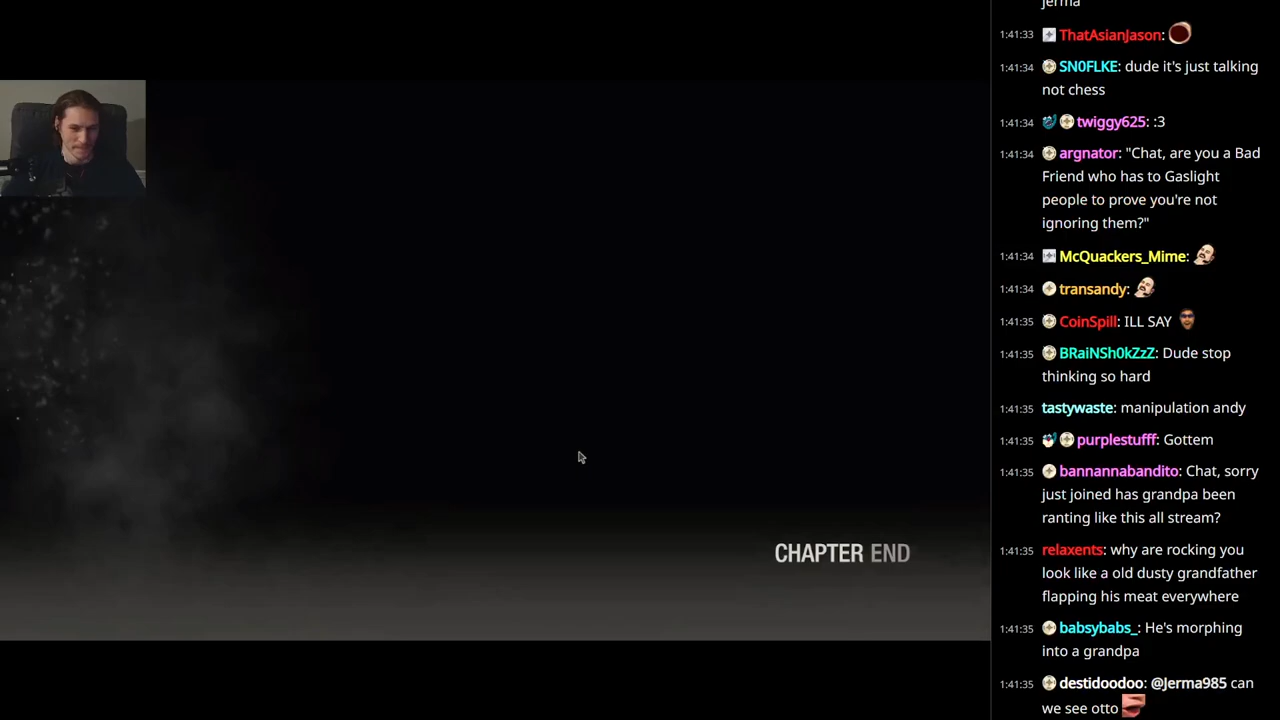 jerma
1:41:33 ThatAsianJason:
1:41:34 SN0FLKE: dude it's just talking
not chess
1:41:34 twiggy625: :3
1:41:34 argnator: "Chat, are you a Bad
Friend who has to Gaslight
people to prove you're not
ignoring them?"
1:41:34 McQuackers_Mime:
1:41:34 transandy:
1:41:35 CoinSpill: ILL SAY
1:41:35 BRaiNSh0kZzZ: Dude stop
thinking so hard
1:41:35 tastywaste: manipulation andy
1:41:35 purplestufff: Gottem
1:41:35 bannannabandito: Chat, sorry
just joined has grandpa been
ranting like this all stream?
1:41:35 relaxents: why are rocking you
look like a old dusty grandfather
flapping his meat everywhere
1:41:35 babsybabs_: He's morphing
into a grandpa
1:41:35 destidoodoo: @Jerma985 can
we see otto
CHAPTER END